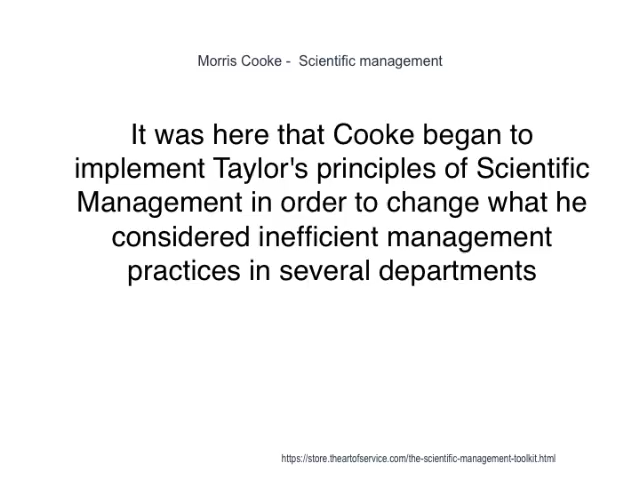 Morris Cooke -  Scientific management
It was here that Cooke began to
implement Taylor's principles of Scientific
Management in order to change what he
considered inefficient management
practices in several departments
https://store.theartofservice.com/the-scientific-management-toolkit.html